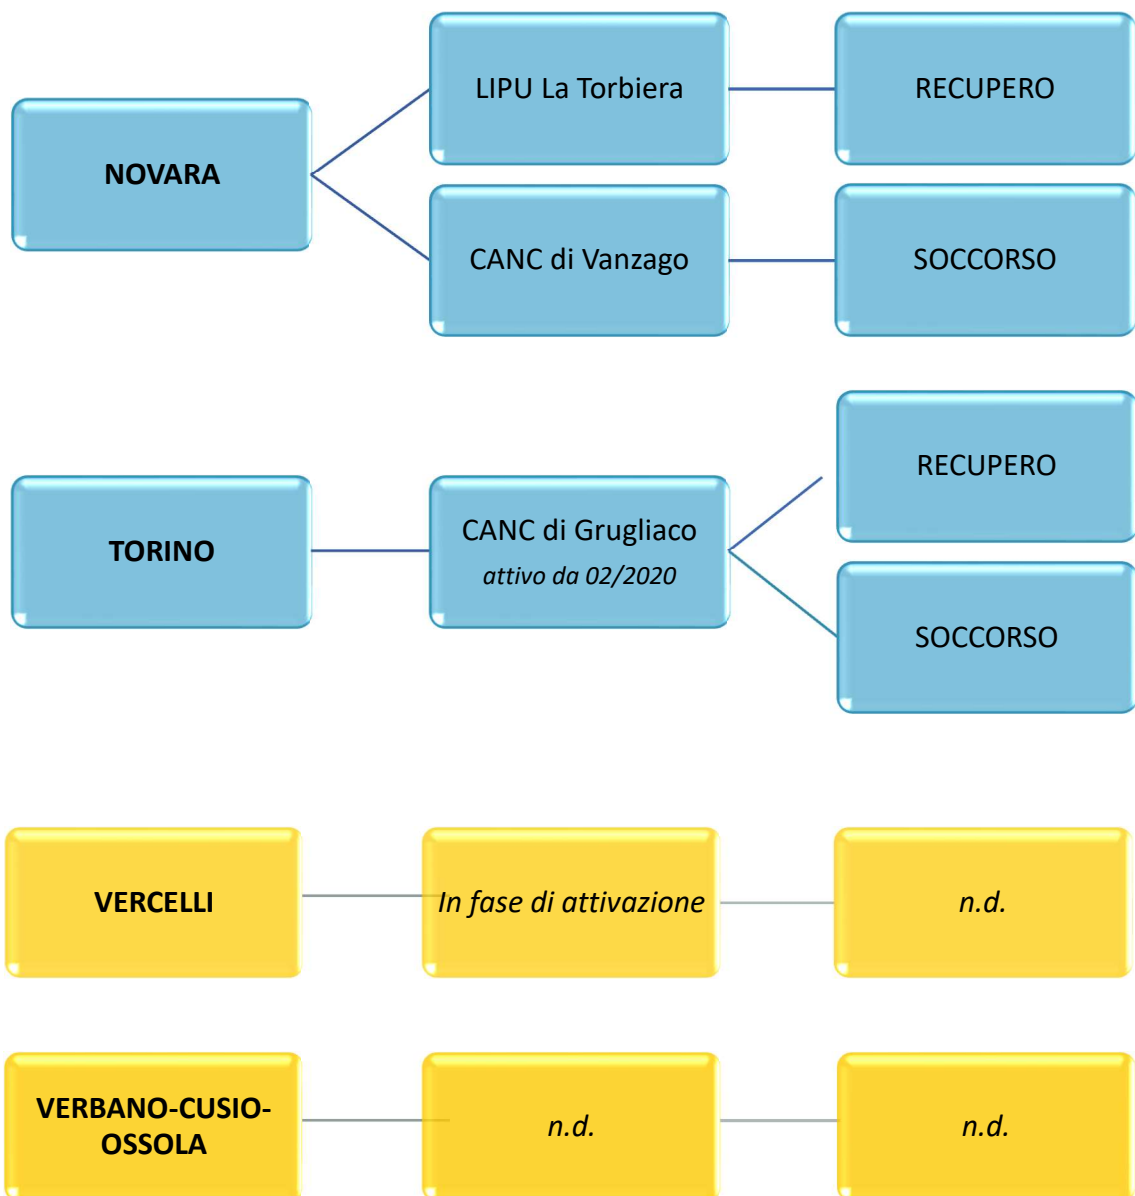 LIPU La Torbiera
RECUPERO
NOVARA
CANC di Vanzago
SOCCORSO
RECUPERO
TORINO
CANC di Grugliaco
attivo da 02/2020
SOCCORSO
VERCELLI
In fase di attivazione
n.d.
VERBANO-CUSIO-
OSSOLA
n.d.
n.d.